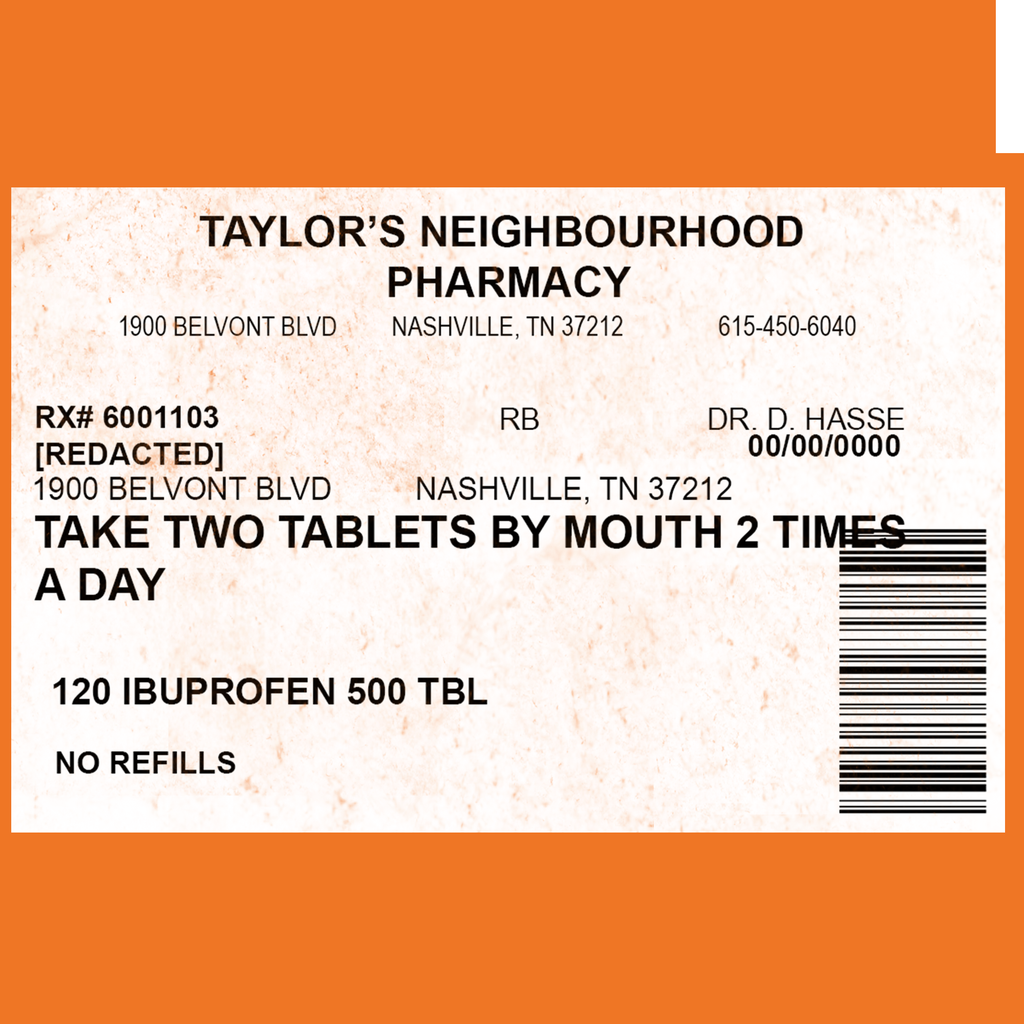 TAYLOR’S NEIGHBOURHOOD
PHARMACY
1900 BELVONT BLVD NASHVILLE, TN 37212 615-450-6040
RX# 6001103 RB DR. D. HASSE
[REDACTED] 00/00/0000
1900 BELVONT BLVD NASHVILLE, TN 37212
TAKE TWO TABLETS BY MOUTH 2 TIMES
A DAY
120 IBUPROFEN 500 TBL
NO REFILLS